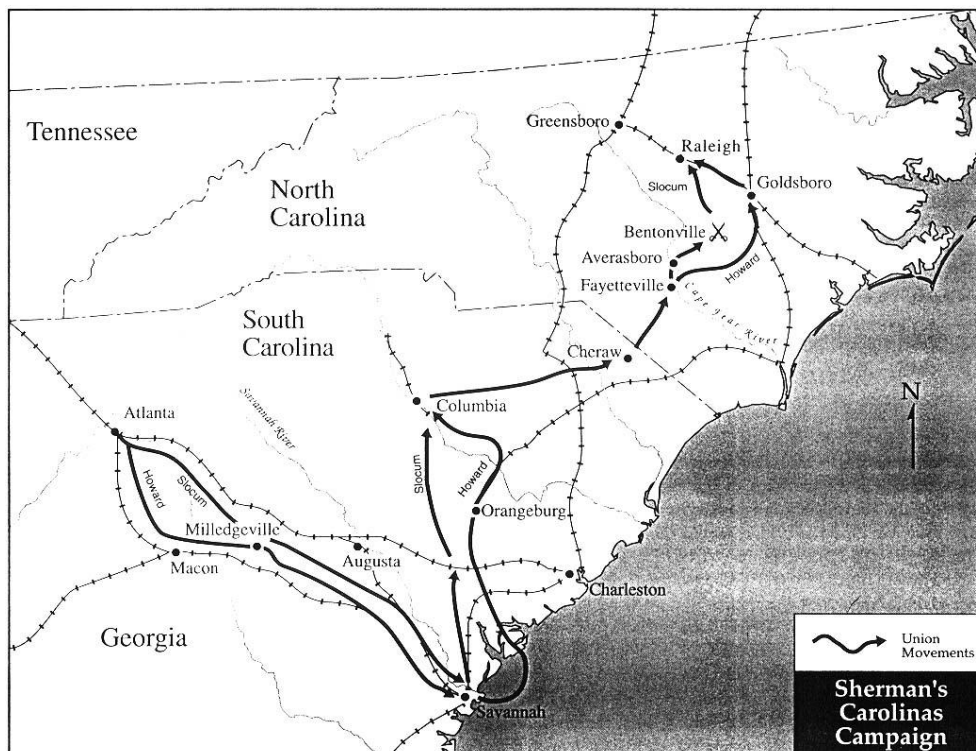 Tennessee
North
Carolina
Greensboro
Raleigh
Slocum
Goldsboro
Bentonville
Averasboro
Fayetteville
Howard
Cape Fear River
South
Carolina
Cheraw
Savannah River
Columbia
N
Atlanta
Howard
Slocum
Slocum
Howard
Orangeburg
Milledgeville
Macon
Augusta
Charleston
Georgia
Savannah
Union
Movements
Sherman's
Carolinas
Campaign